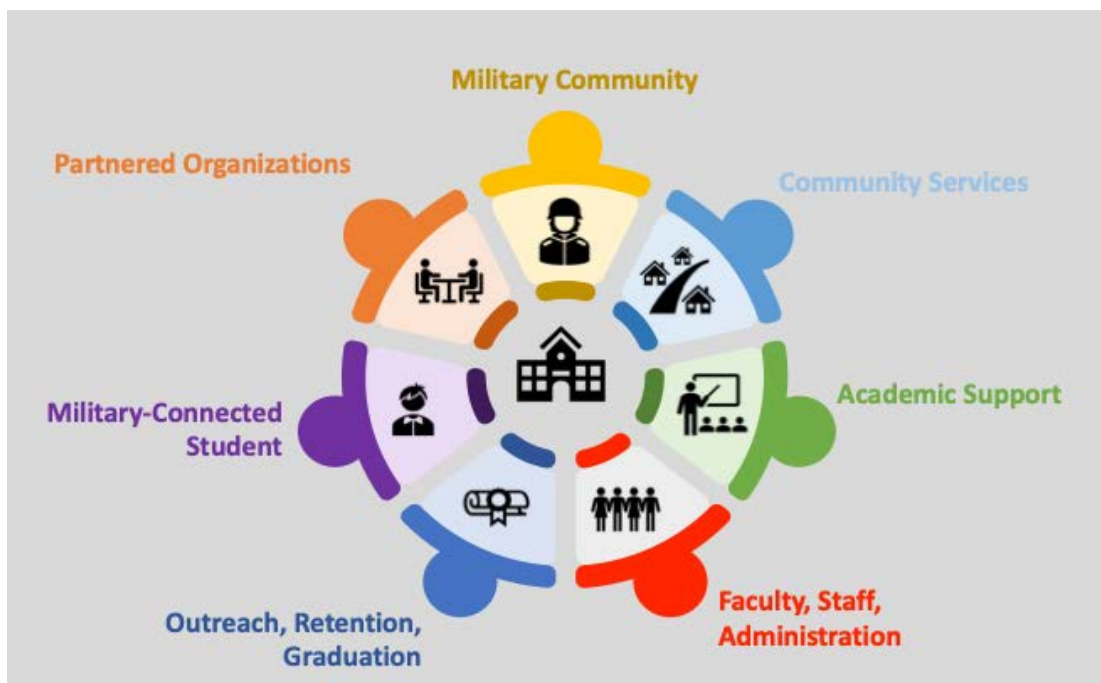 Military Community
Partnered Organizations
Community Services
Military-Connected
Student
Academic Support
Outreach, Retention,
Graduation
Faculty, Staff,
Administration